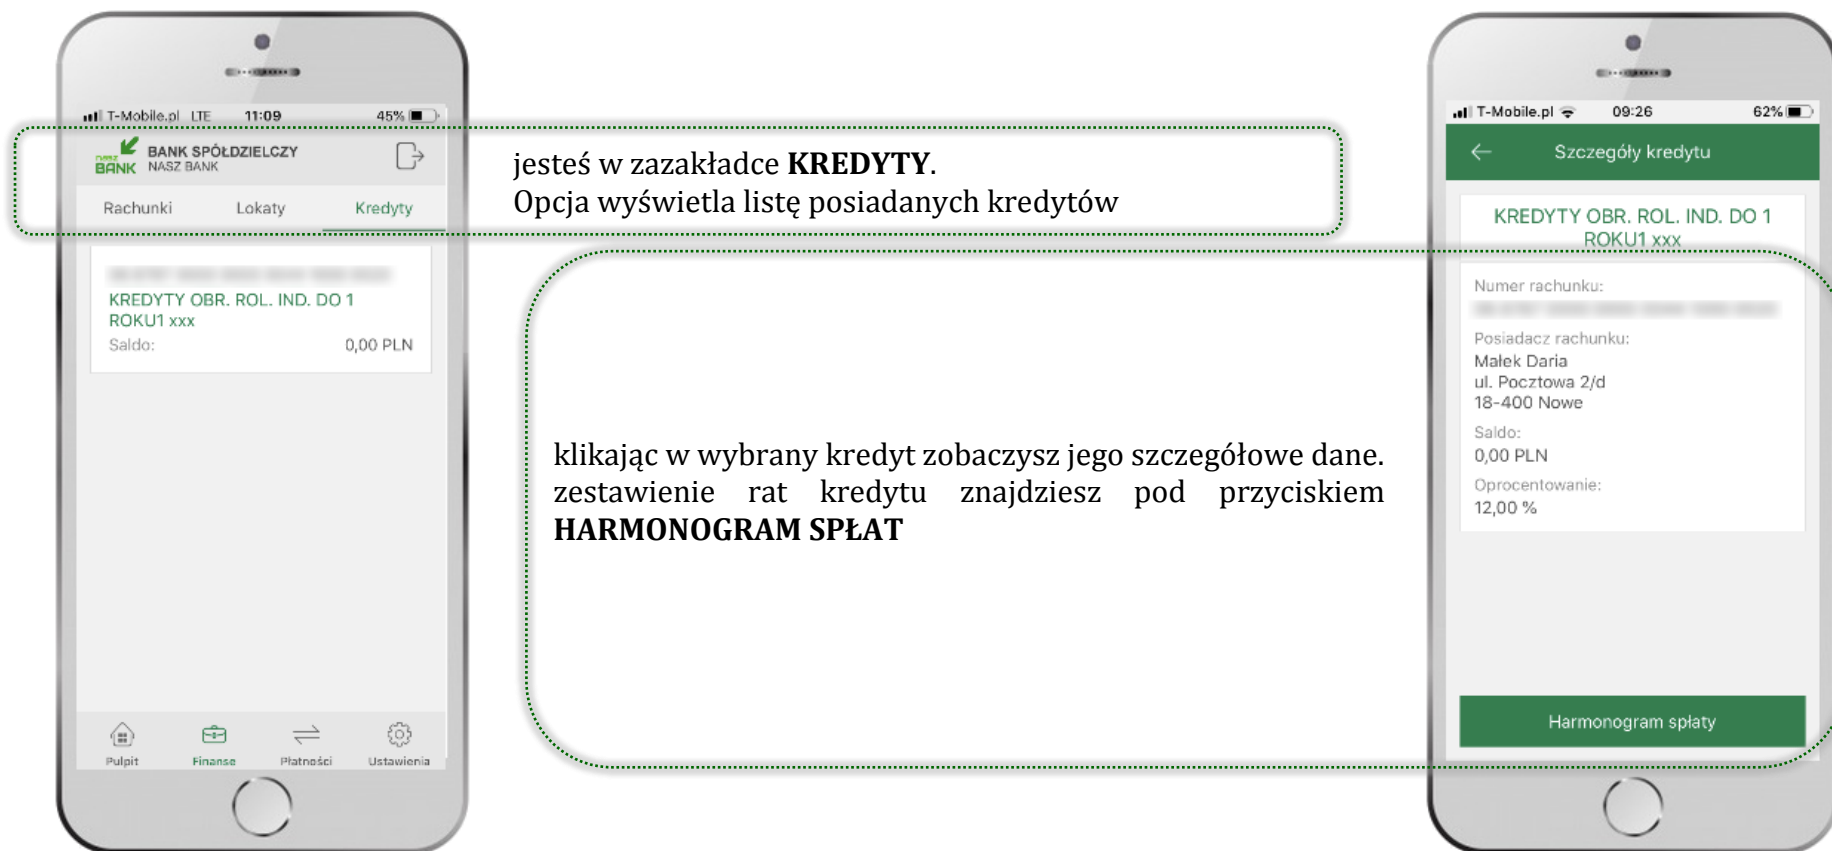 T-Mobile.pl LTE 11:09 45%
nasz BANK
BANK SPÓŁDZIELCZY
NASZ BANK
Rachunki Lokaty Kredyty
KREDYTY OBR. ROL. IND. DO 1
ROKU1 xxx
Saldo: 0,00 PLN
Pulpit Finanse Płatności Ustawienia
jesteś w zazakładce KREDYTY.
Opcja wyświetla listę posiadanych kredytów
klikając w wybrany kredyt zobaczysz jego szczegółowe dane.
zestawienie rat kredytu znajdziesz pod przyciskiem
HARMONOGRAM SPŁAT
T-Mobile.pl 09:26 62%
Szczegóły kredytu
KREDYTY OBR. ROL. IND. DO 1
ROKU1 xxx
Numer rachunku:
Posiadacz rachunku:
Małek Daria
ul. Pocztowa 2/d
18-400 Nowe
Saldo:
0,00 PLN
Oprocentowanie:
12,00 %
Harmonogram spłaty